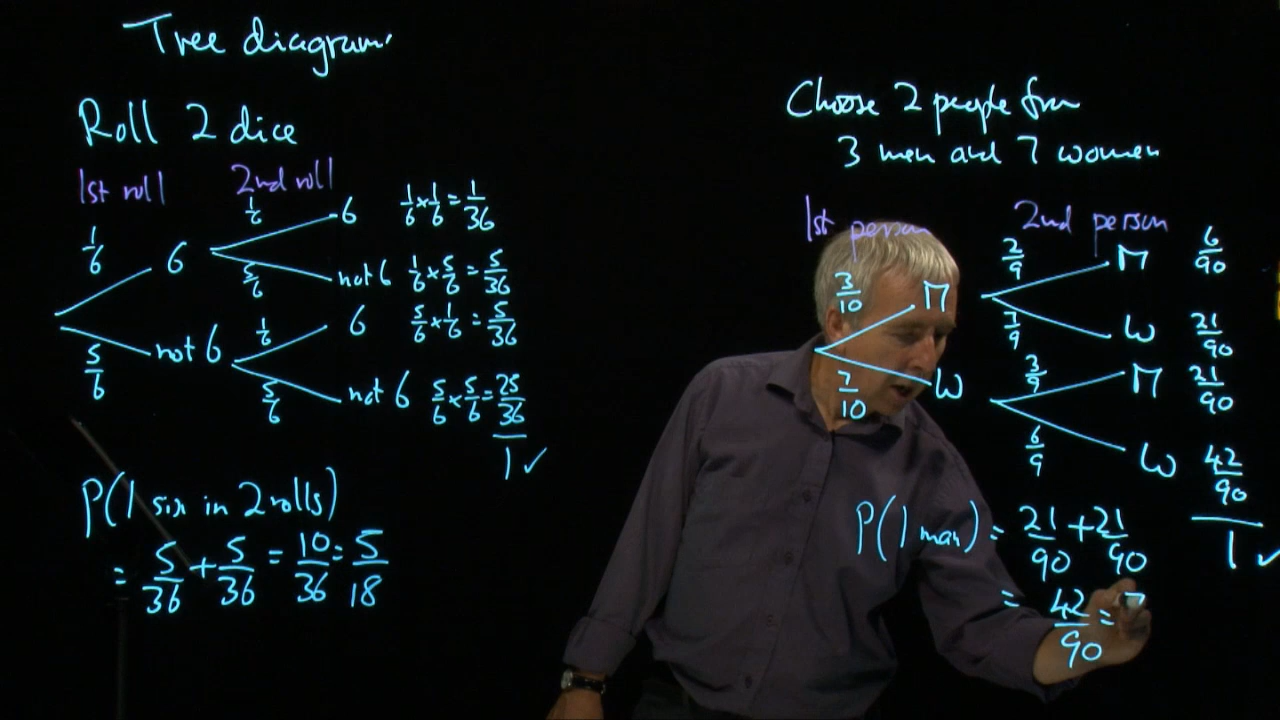 Tree diagrams
Roll 2 dice
1st roll 2nd roll
1/6 6 1/6 6 1/6 × 1/6 = 1/36
5/6 not 6 1/6 × 5/6 = 5/36
5/6 not 6 1/6 6 5/6 × 1/6 = 5/36
5/6 not 6 5/6 × 5/6 = 25/36
1 ✓
P(1 six in 2 rolls)
= 5/36 + 5/36 = 10/36 = 5/18
Choose 2 people from
3 men and 7 women
1st person 2nd person
3/10 M 2/9 M 6/90
7/9 W 21/90
7/10 W 3/9 M 21/90
6/9 W 42/90
1 ✓
P(1 man) = 21/90 + 21/90
= 42/90 = 7